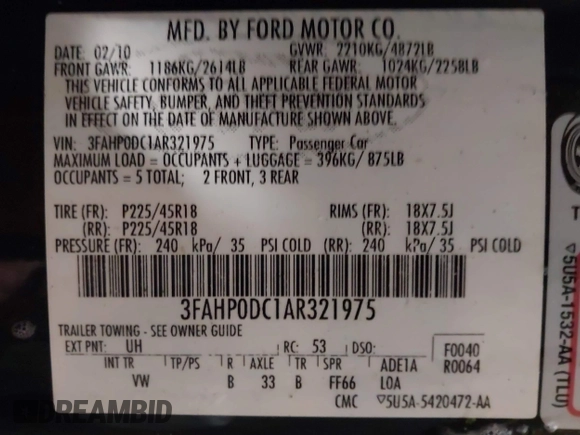 MFD. BY FORD MOTOR CO.
DATE: 02/10 GVWR: 2210KG/4872LB
FRONT GAWR: 1186KG/2614LB REAR GAWR: 1024KG/2258LB
THIS VEHICLE CONFORMS TO ALL APPLICABLE FEDERAL MOTOR
VEHICLE SAFETY, BUMPER, AND THEFT PREVENTION STANDARDS
IN EFFECT ON THE DATE OF MANUFACTURE SHOWN ABOVE.
VIN: 3FAHP0DC1AR321975 TYPE: Passenger Car
MAXIMUM LOAD = OCCUPANTS + LUGGAGE = 396KG/ 875LB
OCCUPANTS = 5 TOTAL: 2 FRONT, 3 REAR
TIRE (FR): P225/45R18 RIMS (FR): 18X7.5J
(RR): P225/45R18 (RR): 18X7.5J
PRESSURE (FR): 240 kPa/ 35 PSI COLD (RR): 240 kPa/ 35 PSI COLD
3FAHP0DC1AR321975
TRAILER TOWING - SEE OWNER GUIDE
EXT PNT: UH RC: 53 DSO: F0040
INT TR TP/PS R AXLE TR SPR ADE1A R0064
VW B 33 B FF66 LOA
CMC ▽5U5A-5420472-AA
▽5U5A-1532-AA (TLU)
DREAMBID